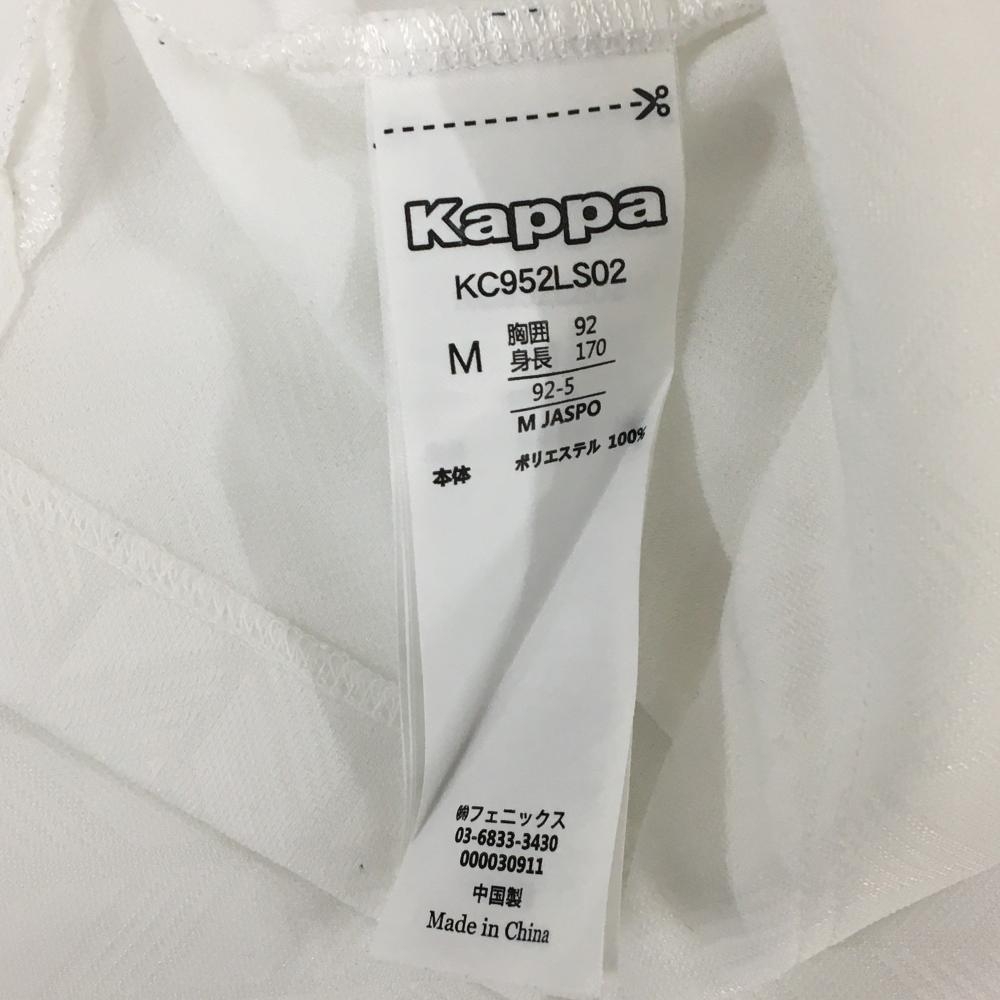 Kappa
KC952LS02
M 胸囲 92
身長 170
92-5
M JASPO
本体 ポリエステル 100%
㈱フェニックス
03-6833-3430
000030911
中国製
Made in China